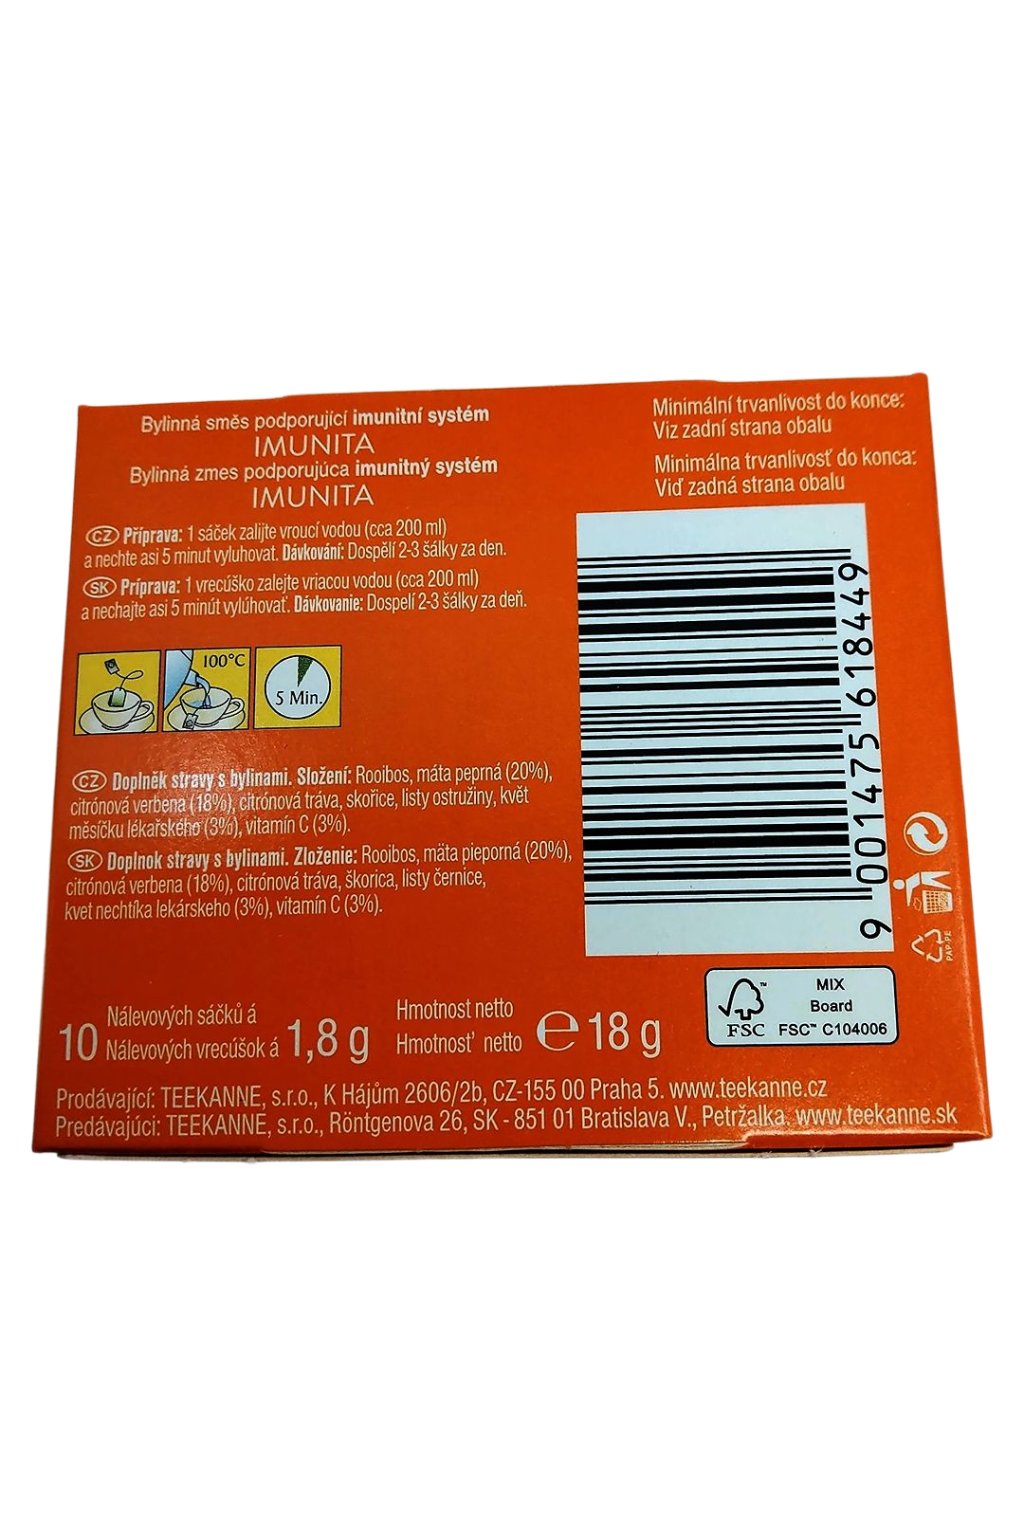 Bylinná směs podporující imunitní systém
IMUNITA
Bylinná zmes podporujúca imunitný systém
IMUNITA
CZ Příprava: 1 sáček zalijte vroucí vodou (cca 200 ml)
a nechte asi 5 minut vyluhovat. Dávkování: Dospělí 2-3 šálky za den.
SK Príprava: 1 vrecúško zalejte vriacou vodou (cca 200 ml)
a nechajte asi 5 minút vylúhovať. Dávkovanie: Dospelí 2-3 šálky za deň.
100°C
5 Min.
CZ Doplněk stravy s bylinami. Složení: Rooibos, máta peprná (20%),
citrónová verbena (18%), citrónová tráva, skořice, listy ostružiny, květ
měsíčku lékařského (3%), vitamín C (3%).
SK Doplnok stravy s bylinami. Zloženie: Rooibos, mäta pieporná (20%),
citrónová verbena (18%), citrónová tráva, škorica, listy černice,
kvet nechtíka lekárskeho (3%), vitamín C (3%).
10 Nálevových sáčků á
Nálevových vrecúšok á 1,8 g
Hmotnost netto
Hmotnosť netto e 18 g
Prodávající: TEEKANNE, s.r.o., K Hájům 2606/2b, CZ-155 00 Praha 5. www.teekanne.cz
Predávajúci: TEEKANNE, s.r.o., Röntgenova 26, SK - 851 01 Bratislava V., Petržalka. www.teekanne.sk
Minimální trvanlivost do konce:
Viz zadní strana obalu
Minimálna trvanlivosť do konca:
Viď zadná strana obalu
9 001475 618449
PAP-PE
FSC™
MIX
Board
FSC™ C104006